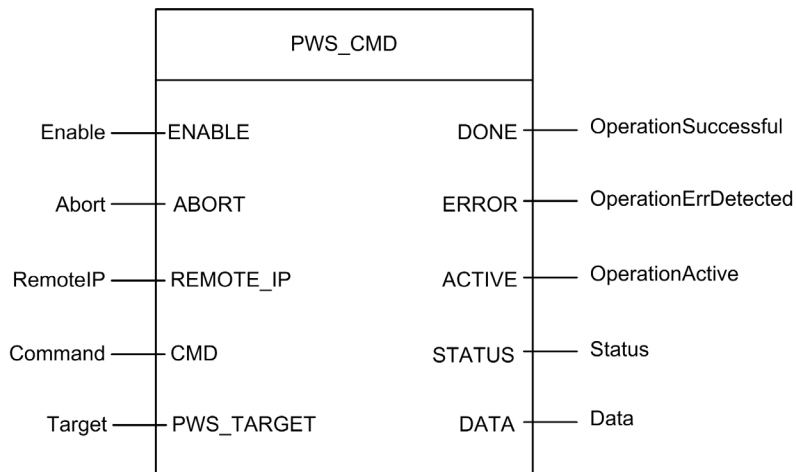 PWS_CMD
Enable ENABLE DONE OperationSuccessful
Abort ABORT ERROR OperationErrDetected
RemoteIP REMOTE_IP ACTIVE OperationActive
Command CMD STATUS Status
Target PWS_TARGET DATA Data